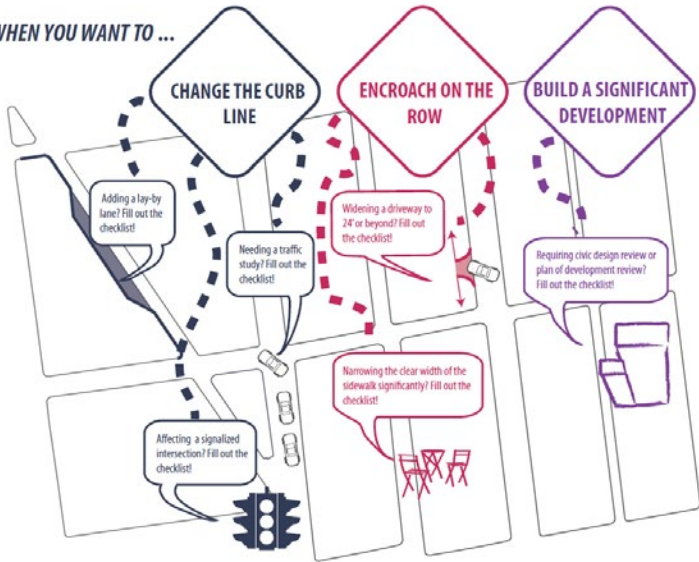 WHEN YOU WANT TO ...
CHANGE THE CURB
LINE
ENCROACH ON THE
ROW
BUILD A SIGNIFICANT
DEVELOPMENT
Adding a lay-by
lane? Fill out the
checklist!
Needing a traffic
study? Fill out the
checklist!
Widening a driveway to
24' or beyond? Fill out
the checklist!
Requiring civic design review or
plan of development review?
Fill out the checklist!
Narrowing the clear width of the
sidewalk significantly? Fill out the
checklist!
Affecting a signalized
intersection? Fill out the
checklist!